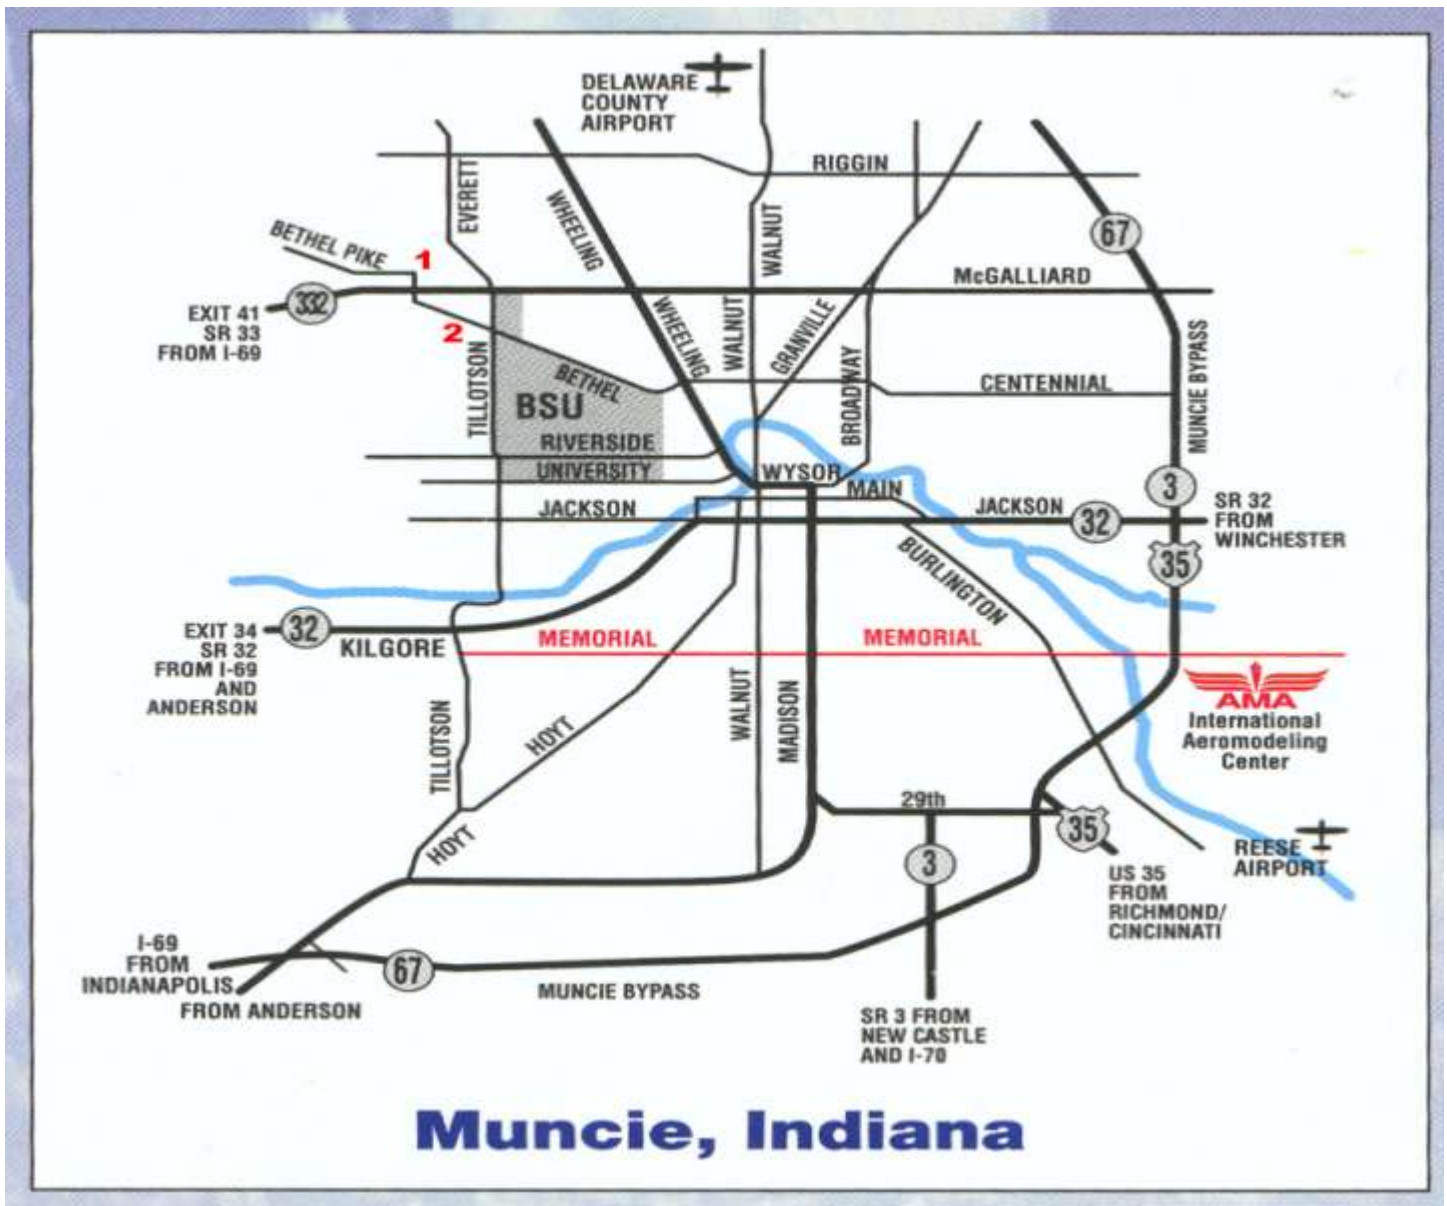 DELAWARE
COUNTY
AIRPORT
RIGGIN
EVERETT
WHEELING
WALNUT
67
BETHEL PIKE
1
McGALLIARD
332
EXIT 41
SR 33
FROM I-69
2
WHEELING
WALNUT
GRANVILLE
BROADWAY
MUNCIE BYPASS
TILLOTSON
BETHEL
CENTENNIAL
BSU
RIVERSIDE
UNIVERSITY
WYSOR
MAIN
3
JACKSON
JACKSON
32
SR 32
FROM
WINCHESTER
35
BURLINGTON
EXIT 34
SR 32
FROM I-69
AND
ANDERSON
32
KILGORE
MEMORIAL
MEMORIAL
AMA
International
Aeromodeling
Center
TILLOTSON
HOYT
WALNUT
MADISON
29th
35
HOYT
3
REESE
AIRPORT
US 35
FROM
RICHMOND/
CINCINNATI
I-69
FROM
INDIANAPOLIS
FROM ANDERSON
67
MUNCIE BYPASS
SR 3 FROM
NEW CASTLE
AND I-70
Muncie, Indiana